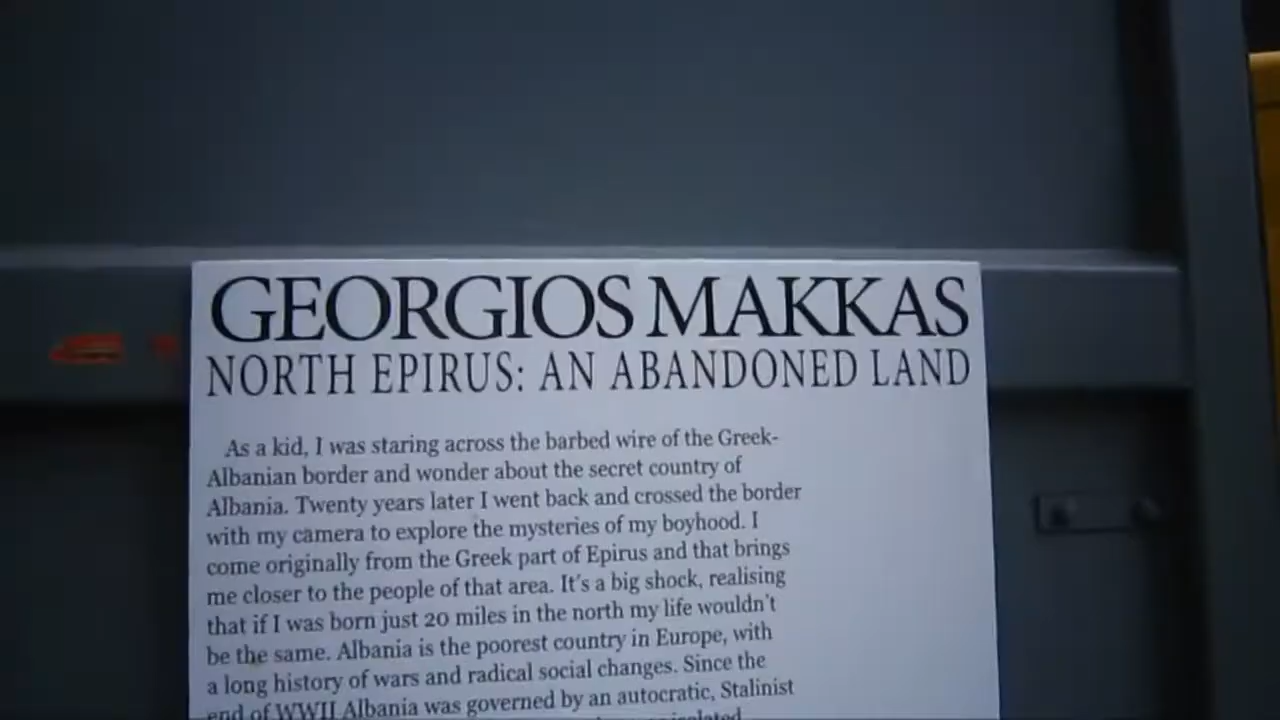 GEORGIOS MAKKAS
NORTH EPIRUS: AN ABANDONED LAND
As a kid, I was staring across the barbed wire of the Greek-
Albanian border and wonder about the secret country of
Albania. Twenty years later I went back and crossed the border
with my camera to explore the mysteries of my boyhood. I
come originally from the Greek part of Epirus and that brings
me closer to the people of that area. It's a big shock, realising
that if I was born just 20 miles in the north my life wouldn't
be the same. Albania is the poorest country in Europe, with
a long history of wars and radical social changes. Since the
end of WWII Albania was governed by an autocratic, Stalinist
isolated